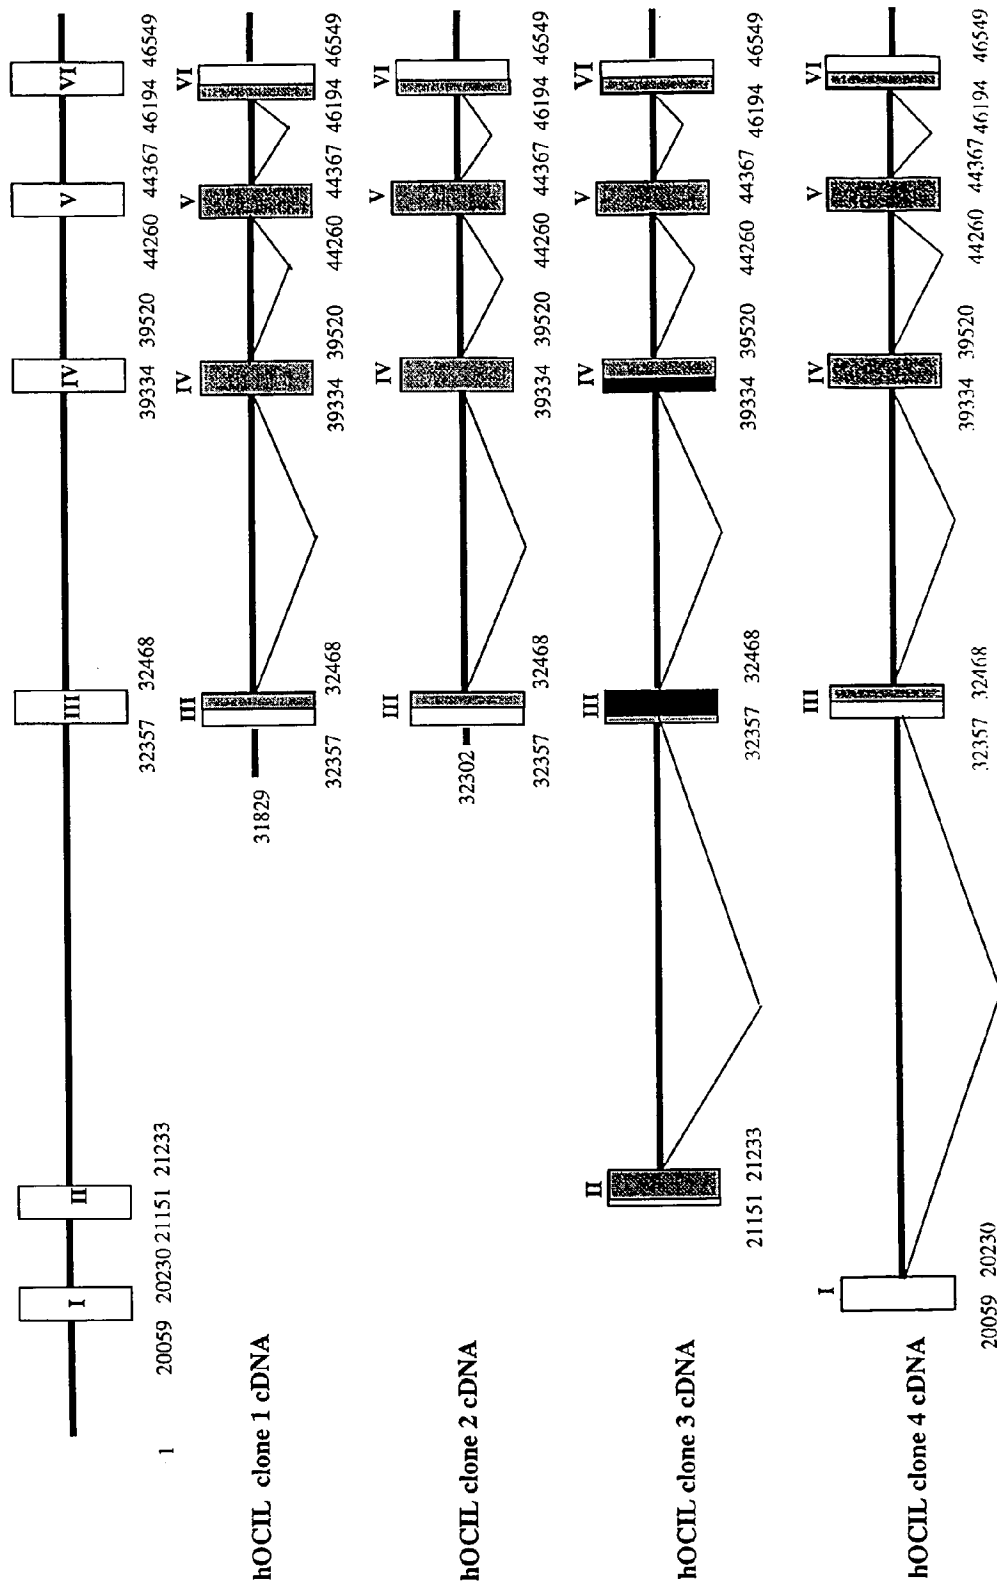 I II III IV V VI
1 20059 20230 21151 21233 32357 32468 39334 39520 44260 44367 46194 46549
hOCIL clone 1 cDNA
III IV V VI
31829
32357 32468 39334 39520 44260 44367 46194 46549
hOCIL clone 2 cDNA
III IV V VI
32302
32357 32468 39334 39520 44260 44367 46194 46549
hOCIL clone 3 cDNA
II III IV V VI
21151 21233 32357 32468 39334 39520 44260 44367 46194 46549
hOCIL clone 4 cDNA
I III IV V VI
20059 20230 32357 32468 39334 39520 44260 44367 46194 46549